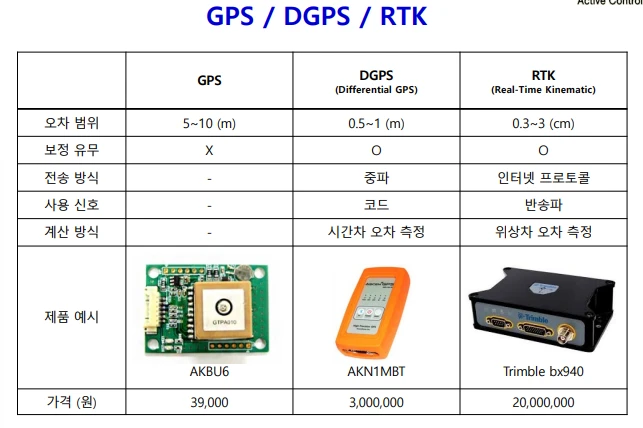 Active Control
GPS / DGPS / RTK
GPS DGPS (Differential GPS) RTK (Real-Time Kinematic)
오차 범위 5~10 (m) 0.5~1 (m) 0.3~3 (cm)
보정 유무 X O O
전송 방식 - 중파 인터넷 프로토콜
사용 신호 - 코드 반송파
계산 방식 - 시간차 오차 측정 위상차 오차 측정
제품 예시
GTPA010
Trimble
AKBU6 AKN1MBT Trimble bx940
가격 (원) 39,000 3,000,000 20,000,000